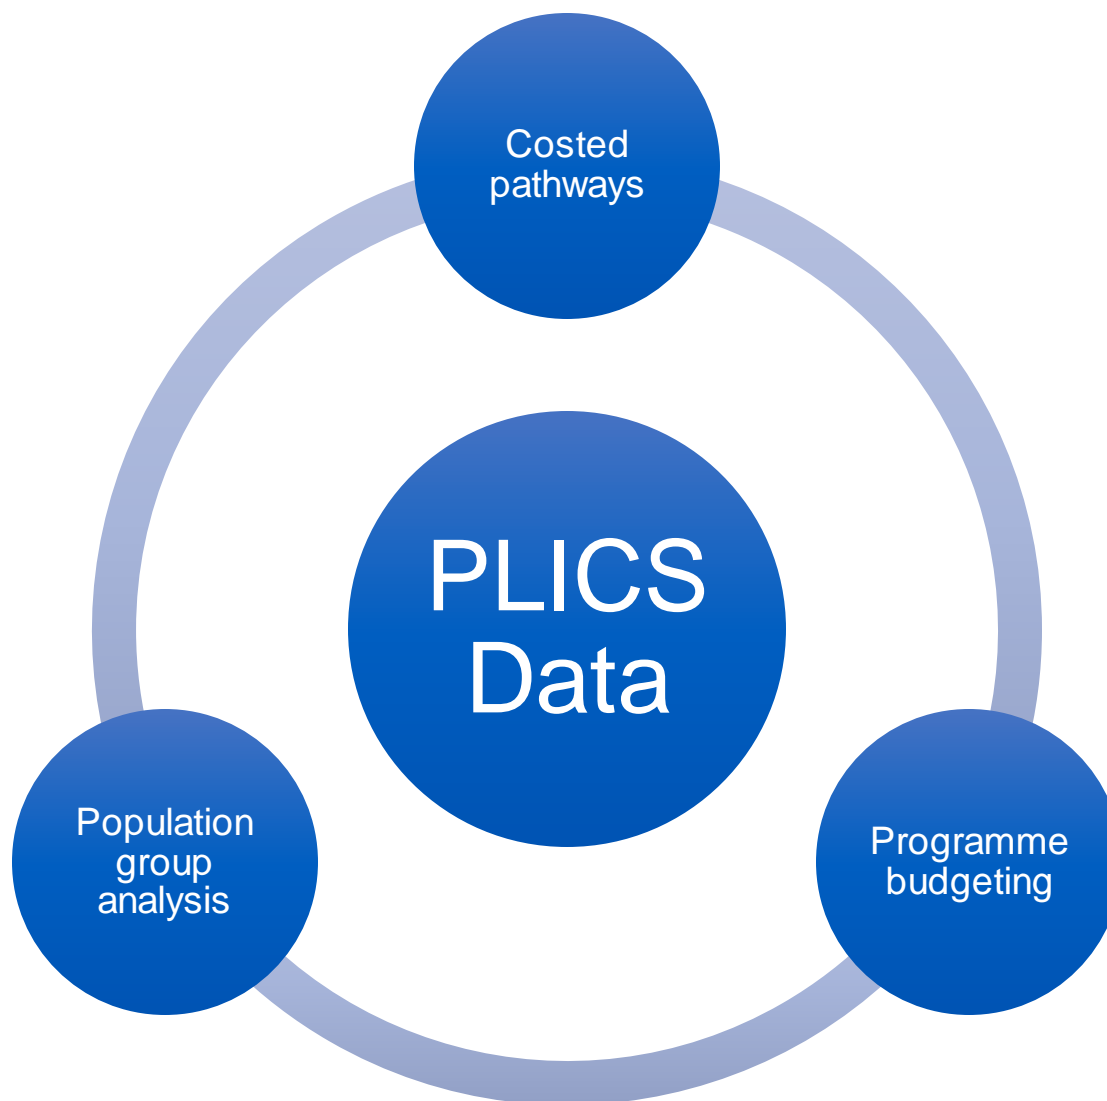 Costed
pathways
PLICS
Data
Population
group
analysis
Programme
budgeting